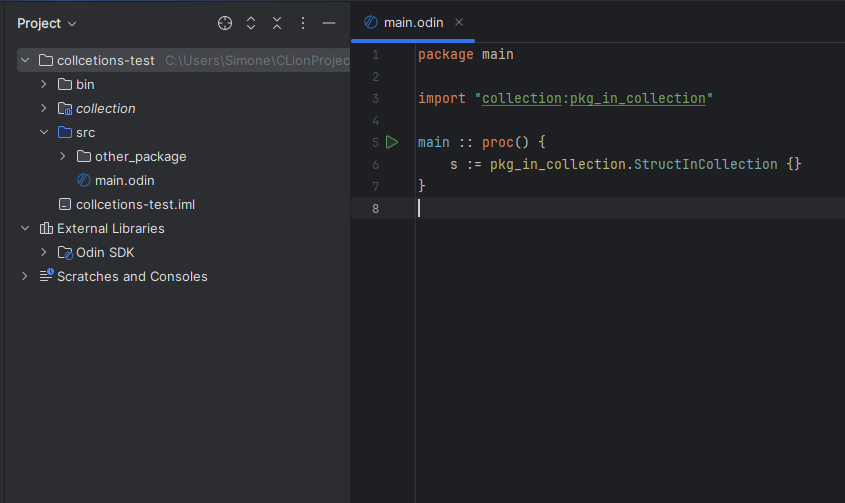 Project
collcetions-test C:\Users\Simone\CLionProjec
bin
collection
src
other_package
main.odin
collcetions-test.iml
External Libraries
Odin SDK
Scratches and Consoles
main.odin
1 package main
2
3 import "collection:pkg_in_collection"
4
5 main :: proc() {
6 s := pkg_in_collection.StructInCollection {}
7 }
8